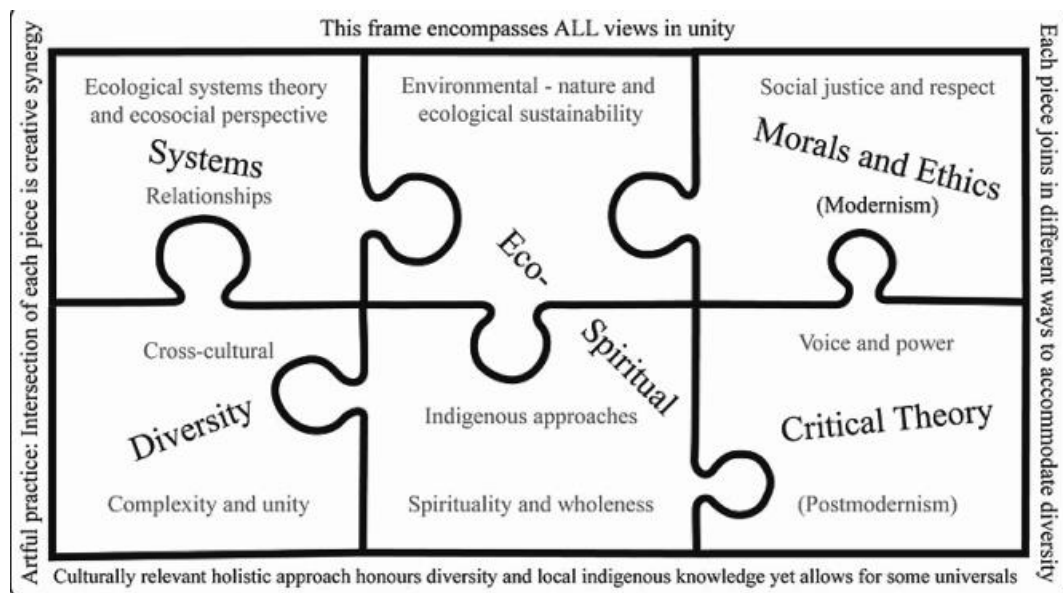 This frame encompasses ALL views in unity
Artful practice: Intersection of each piece is creative synergy
Ecological systems theory
and ecosocial perspective
Systems
Relationships
Environmental - nature and
ecological sustainability
Social justice and respect
Morals and Ethics
(Modernism)
Eco-
Spiritual
Cross-cultural
Diversity
Complexity and unity
Indigenous approaches
Spirituality and wholeness
Voice and power
Critical Theory
(Postmodernism)
Each piece joins in different ways to accommodate diversity
Culturally relevant holistic approach honours diversity and local indigenous knowledge yet allows for some universals